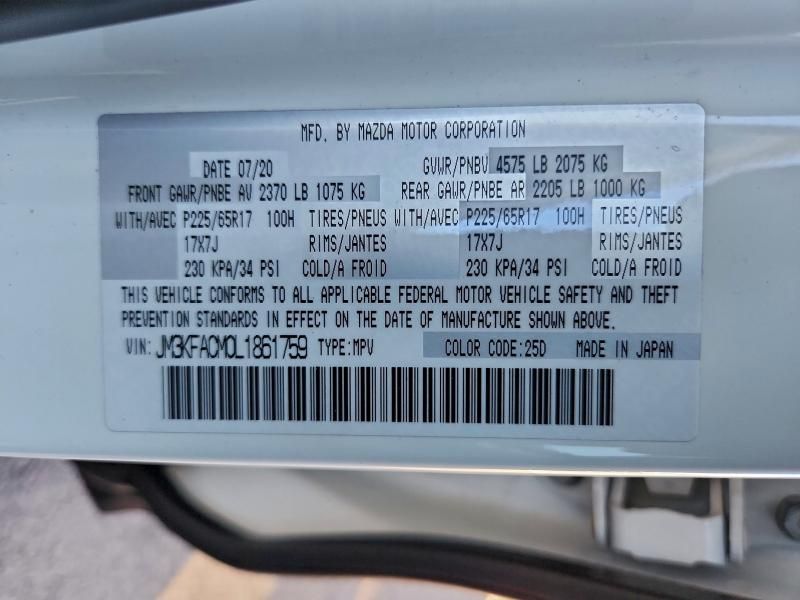 MFD. BY MAZDA MOTOR CORPORATION
DATE 07/20 GVWR/PNBV 4575 LB 2075 KG
FRONT GAWR/PNBE AV 2370 LB 1075 KG REAR GAWR/PNBE AR 2205 LB 1000 KG
WITH/AVEC P225/65R17 100H TIRES/PNEUS WITH/AVEC P225/65R17 100H TIRES/PNEUS
17X7J RIMS/JANTES 17X7J RIMS/JANTES
230 KPA/34 PSI COLD/A FROID 230 KPA/34 PSI COLD/A FROID
THIS VEHICLE CONFORMS TO ALL APPLICABLE FEDERAL MOTOR VEHICLE SAFETY AND THEFT
PREVENTION STANDARDS IN EFFECT ON THE DATE OF MANUFACTURE SHOWN ABOVE.
VIN: JM3KFACM0L1861759 TYPE:MPV COLOR CODE:25D MADE IN JAPAN